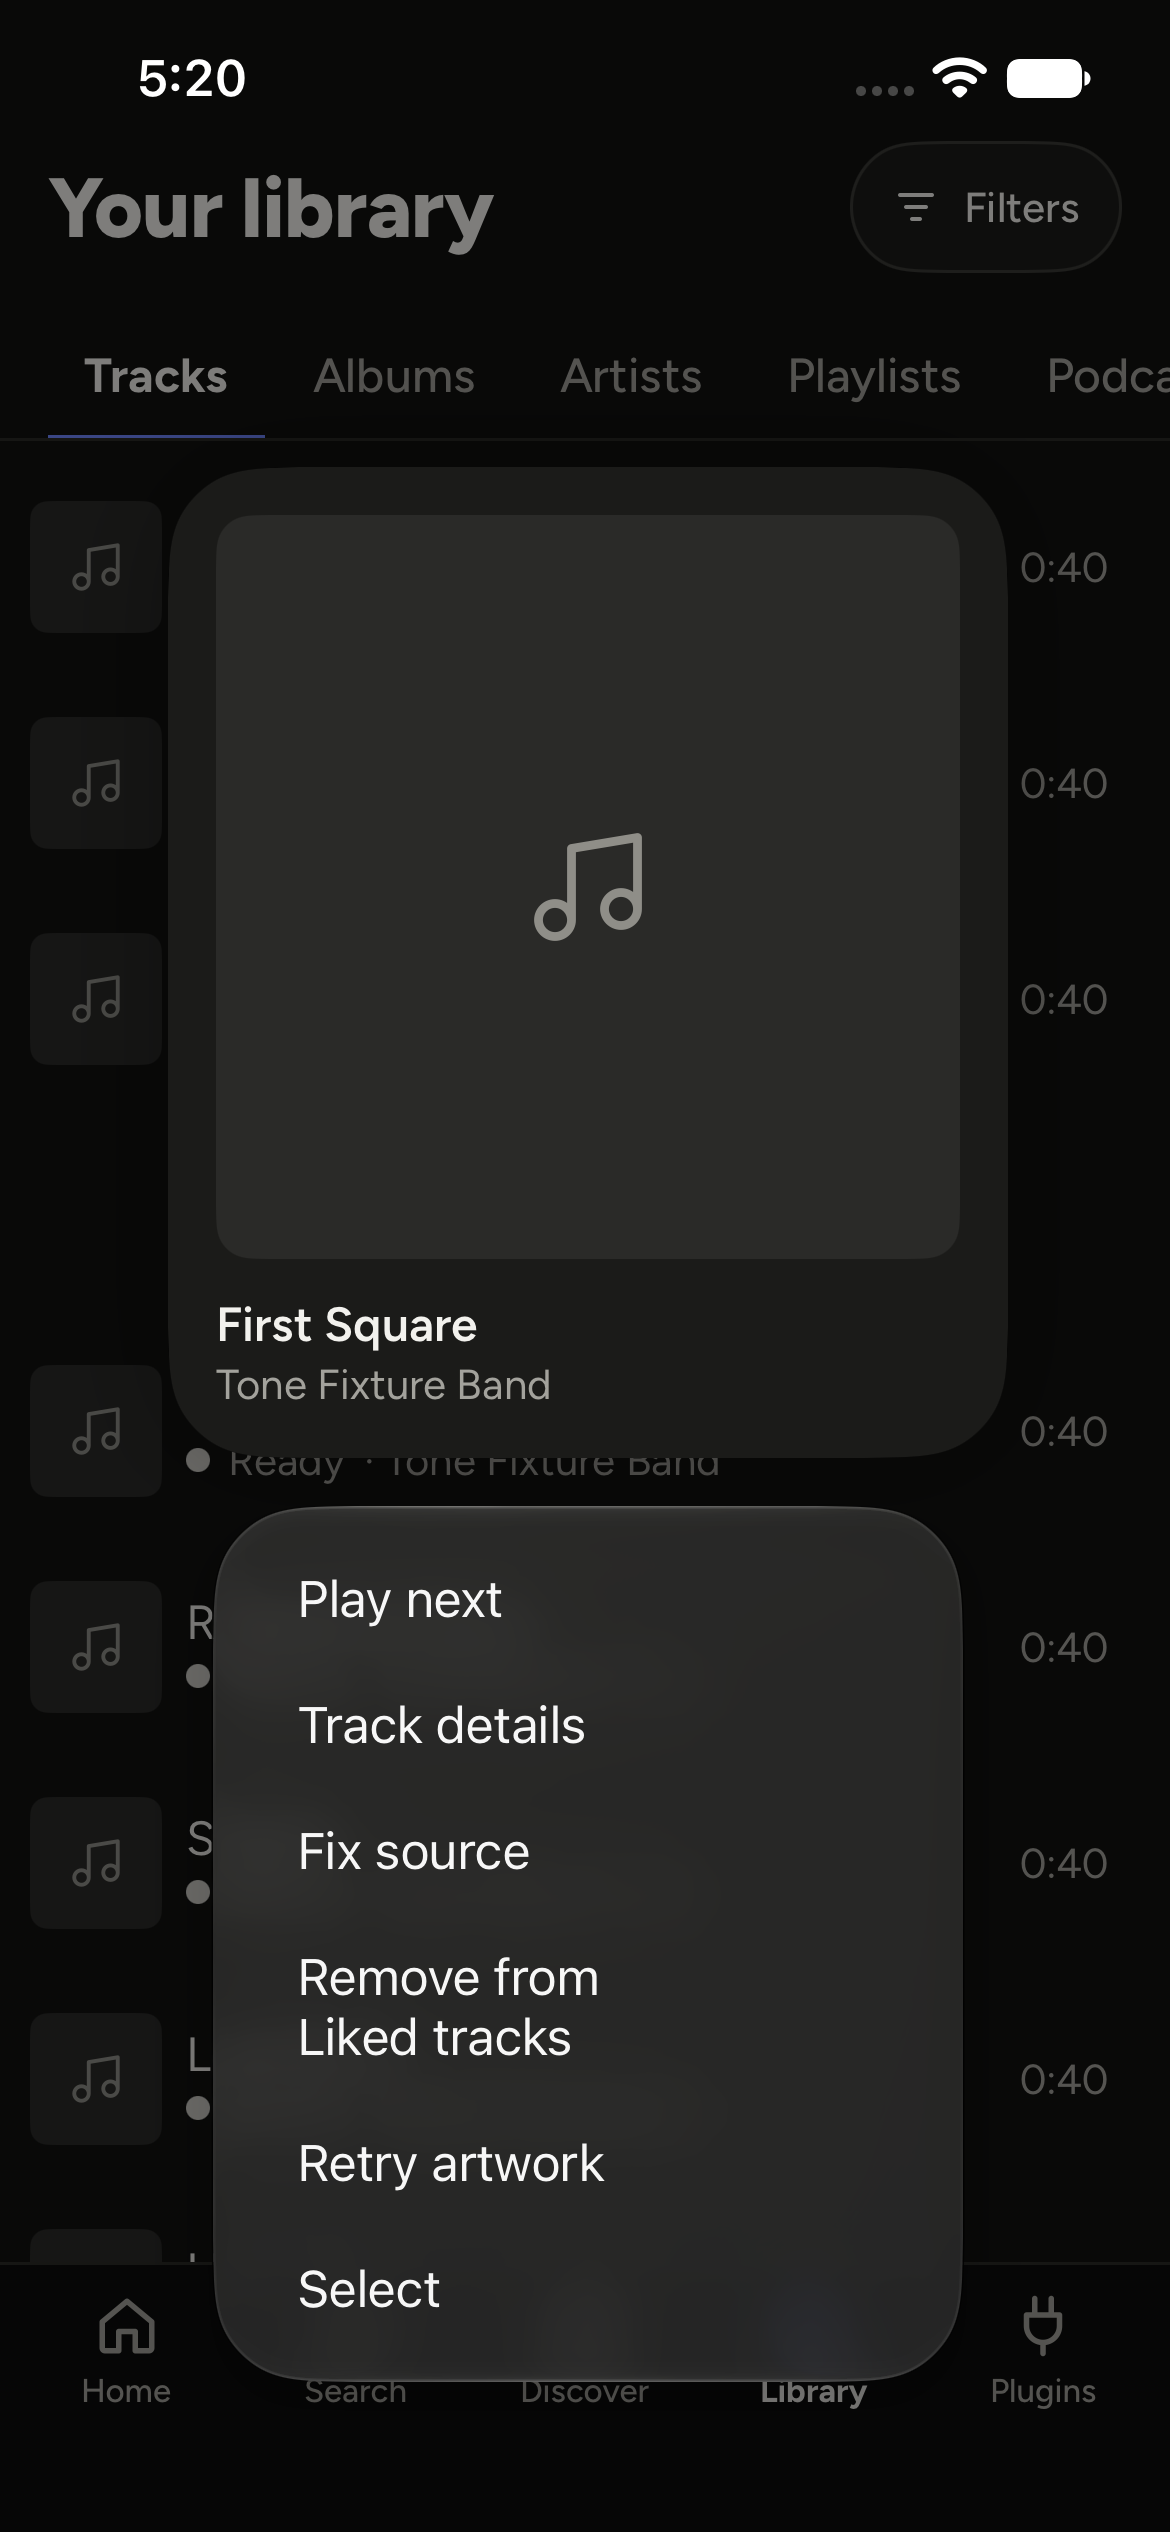 5:20
Your library
Filters
Tracks Albums Artists Playlists
0:40
0:40
0:40
First Square
Tone Fixture Band
0:40
Ready · Tone Fixture Band
Play next
R
0:40
Track details
Fix source
S
0:40
Remove from
Liked tracks
L
0:40
Retry artwork
Select
Home Search Discover Library Plugins